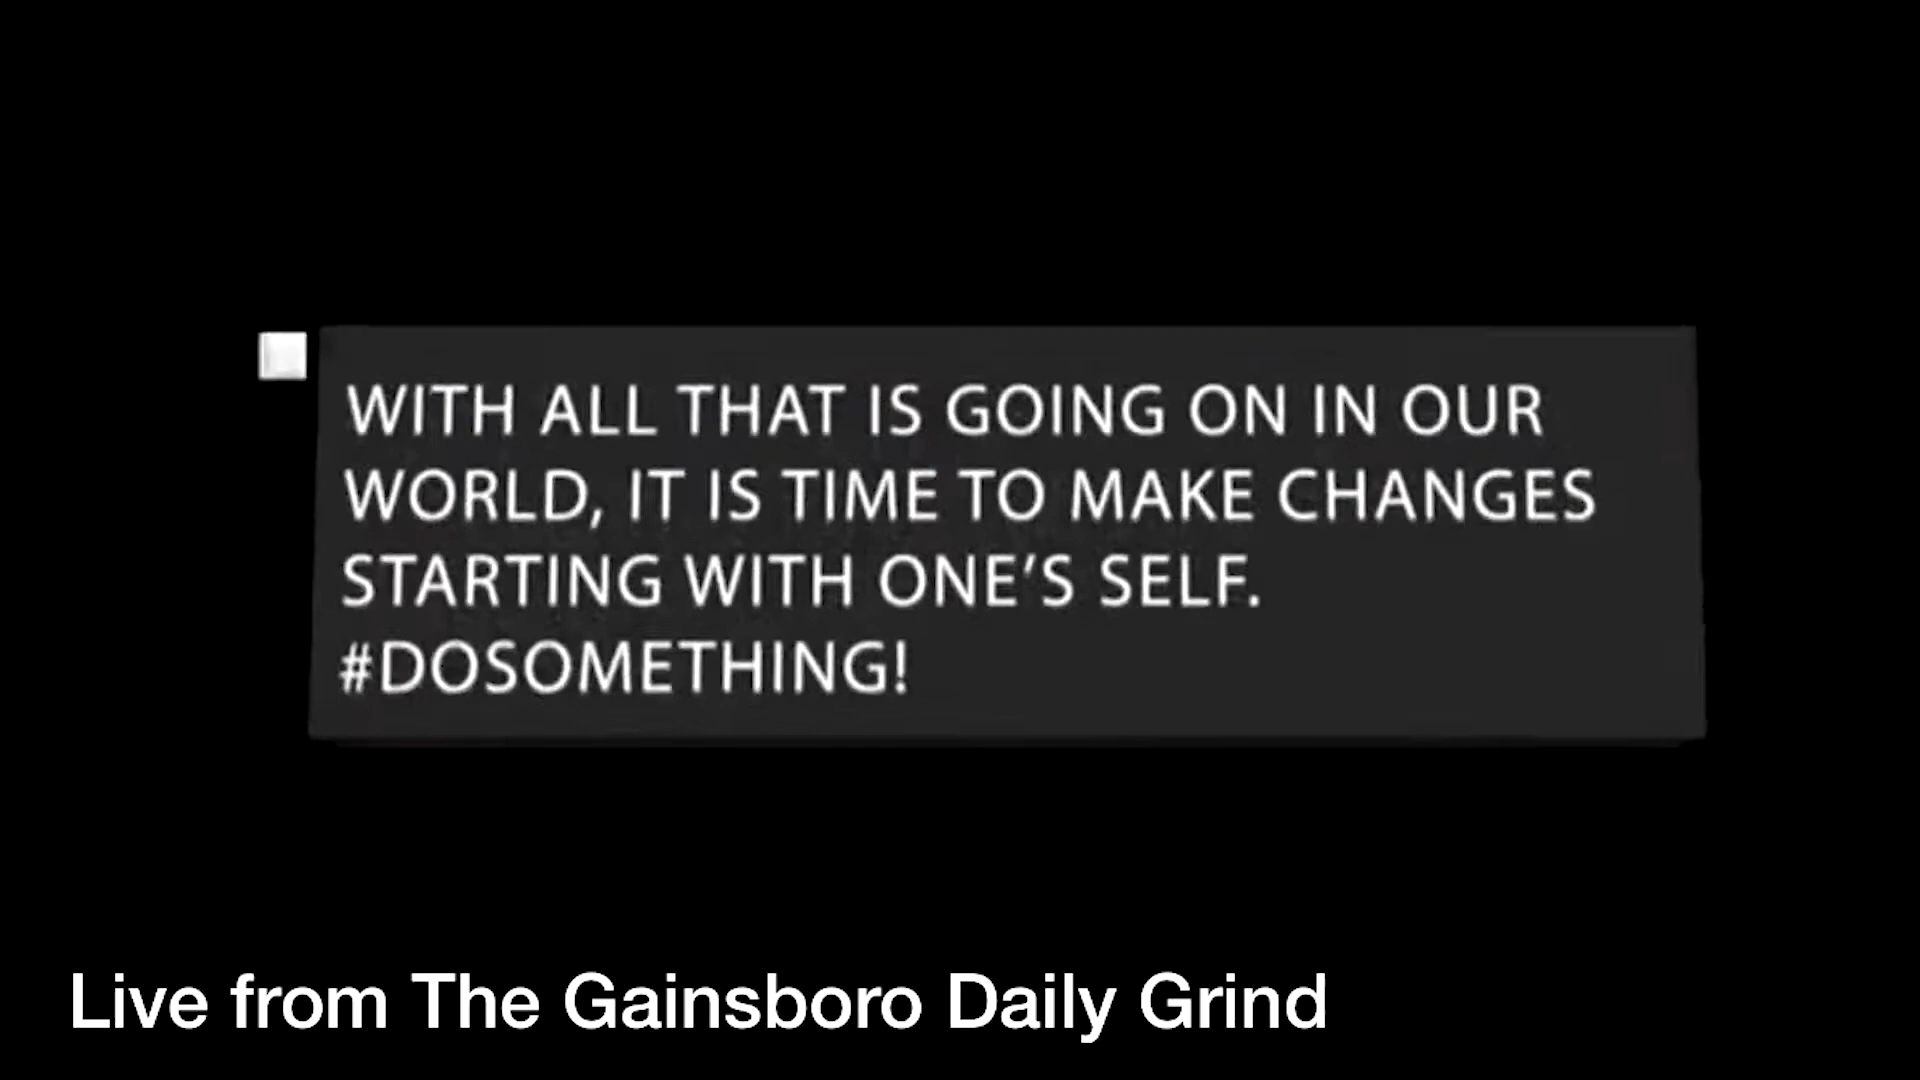 WITH ALL THAT IS GOING ON IN OUR
WORLD, IT IS TIME TO MAKE CHANGES
STARTING WITH ONE’S SELF.
#DOSOMETHING!
Live from The Gainsboro Daily Grind